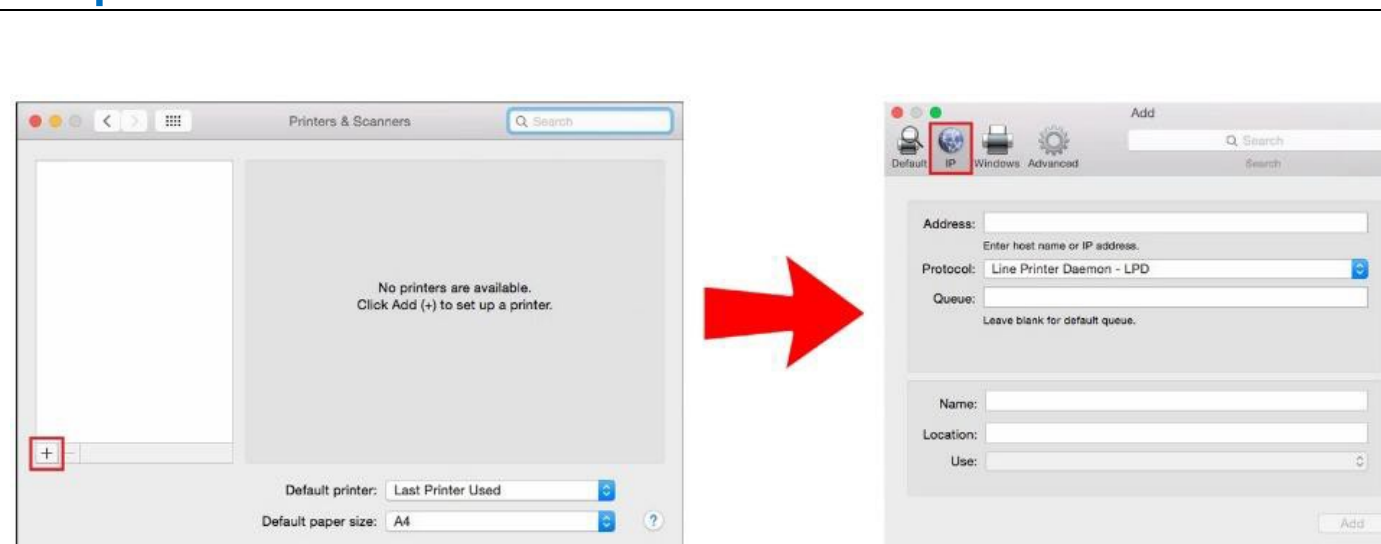 Printers & Scanners
Search
No printers are available.
Click Add (+) to set up a printer.
+
−
Default printer: Last Printer Used
Default paper size: A4
?
Add
Default IP Windows Advanced
Search
Search
Address:
Enter host name or IP address.
Protocol: Line Printer Daemon - LPD
Queue:
Leave blank for default queue.
Name:
Location:
Use:
Add